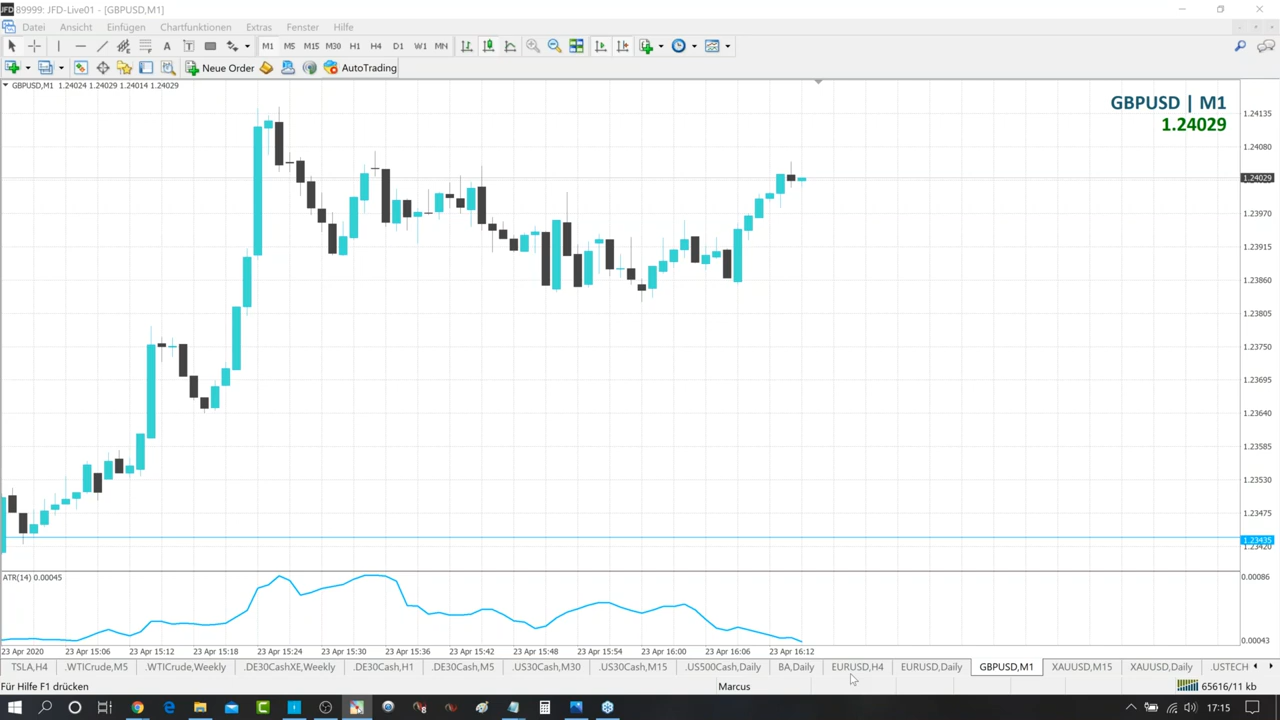 JFD 89999: JFD-Live01 - [GBPUSD,M1]
Datei Ansicht Einfügen Chartfunktionen Extras Fenster Hilfe
A T M1 M5 M15 M30 H1 H4 D1 W1 MN
Neue Order AutoTrading
GBPUSD,M1 1.24024 1.24029 1.24014 1.24029
GBPUSD | M1
1.24029
1.24135
1.24080
1.24029
1.23970
1.23915
1.23860
1.23805
1.23750
1.23695
1.23640
1.23585
1.23530
1.23475
1.23435
1.23420
ATR(14) 0.00045
0.00086
0.00043
23 Apr 2020 23 Apr 15:06 23 Apr 15:12 23 Apr 15:18 23 Apr 15:24 23 Apr 15:30 23 Apr 15:36 23 Apr 15:42 23 Apr 15:48 23 Apr 15:54 23 Apr 16:00 23 Apr 16:06 23 Apr 16:12
TSLA,H4 .WTICrude,M5 .WTICrude,Weekly .DE30CashXE,Weekly .DE30Cash,H1 .DE30Cash,M5 .US30Cash,M30 .US30Cash,M15 .US500Cash,Daily BA,Daily EURUSD,H4 EURUSD,Daily GBPUSD,M1 XAUUSD,M15 XAUUSD,Daily .USTECH
Für Hilfe F1 drücken Marcus 65616/11 kb
17:15